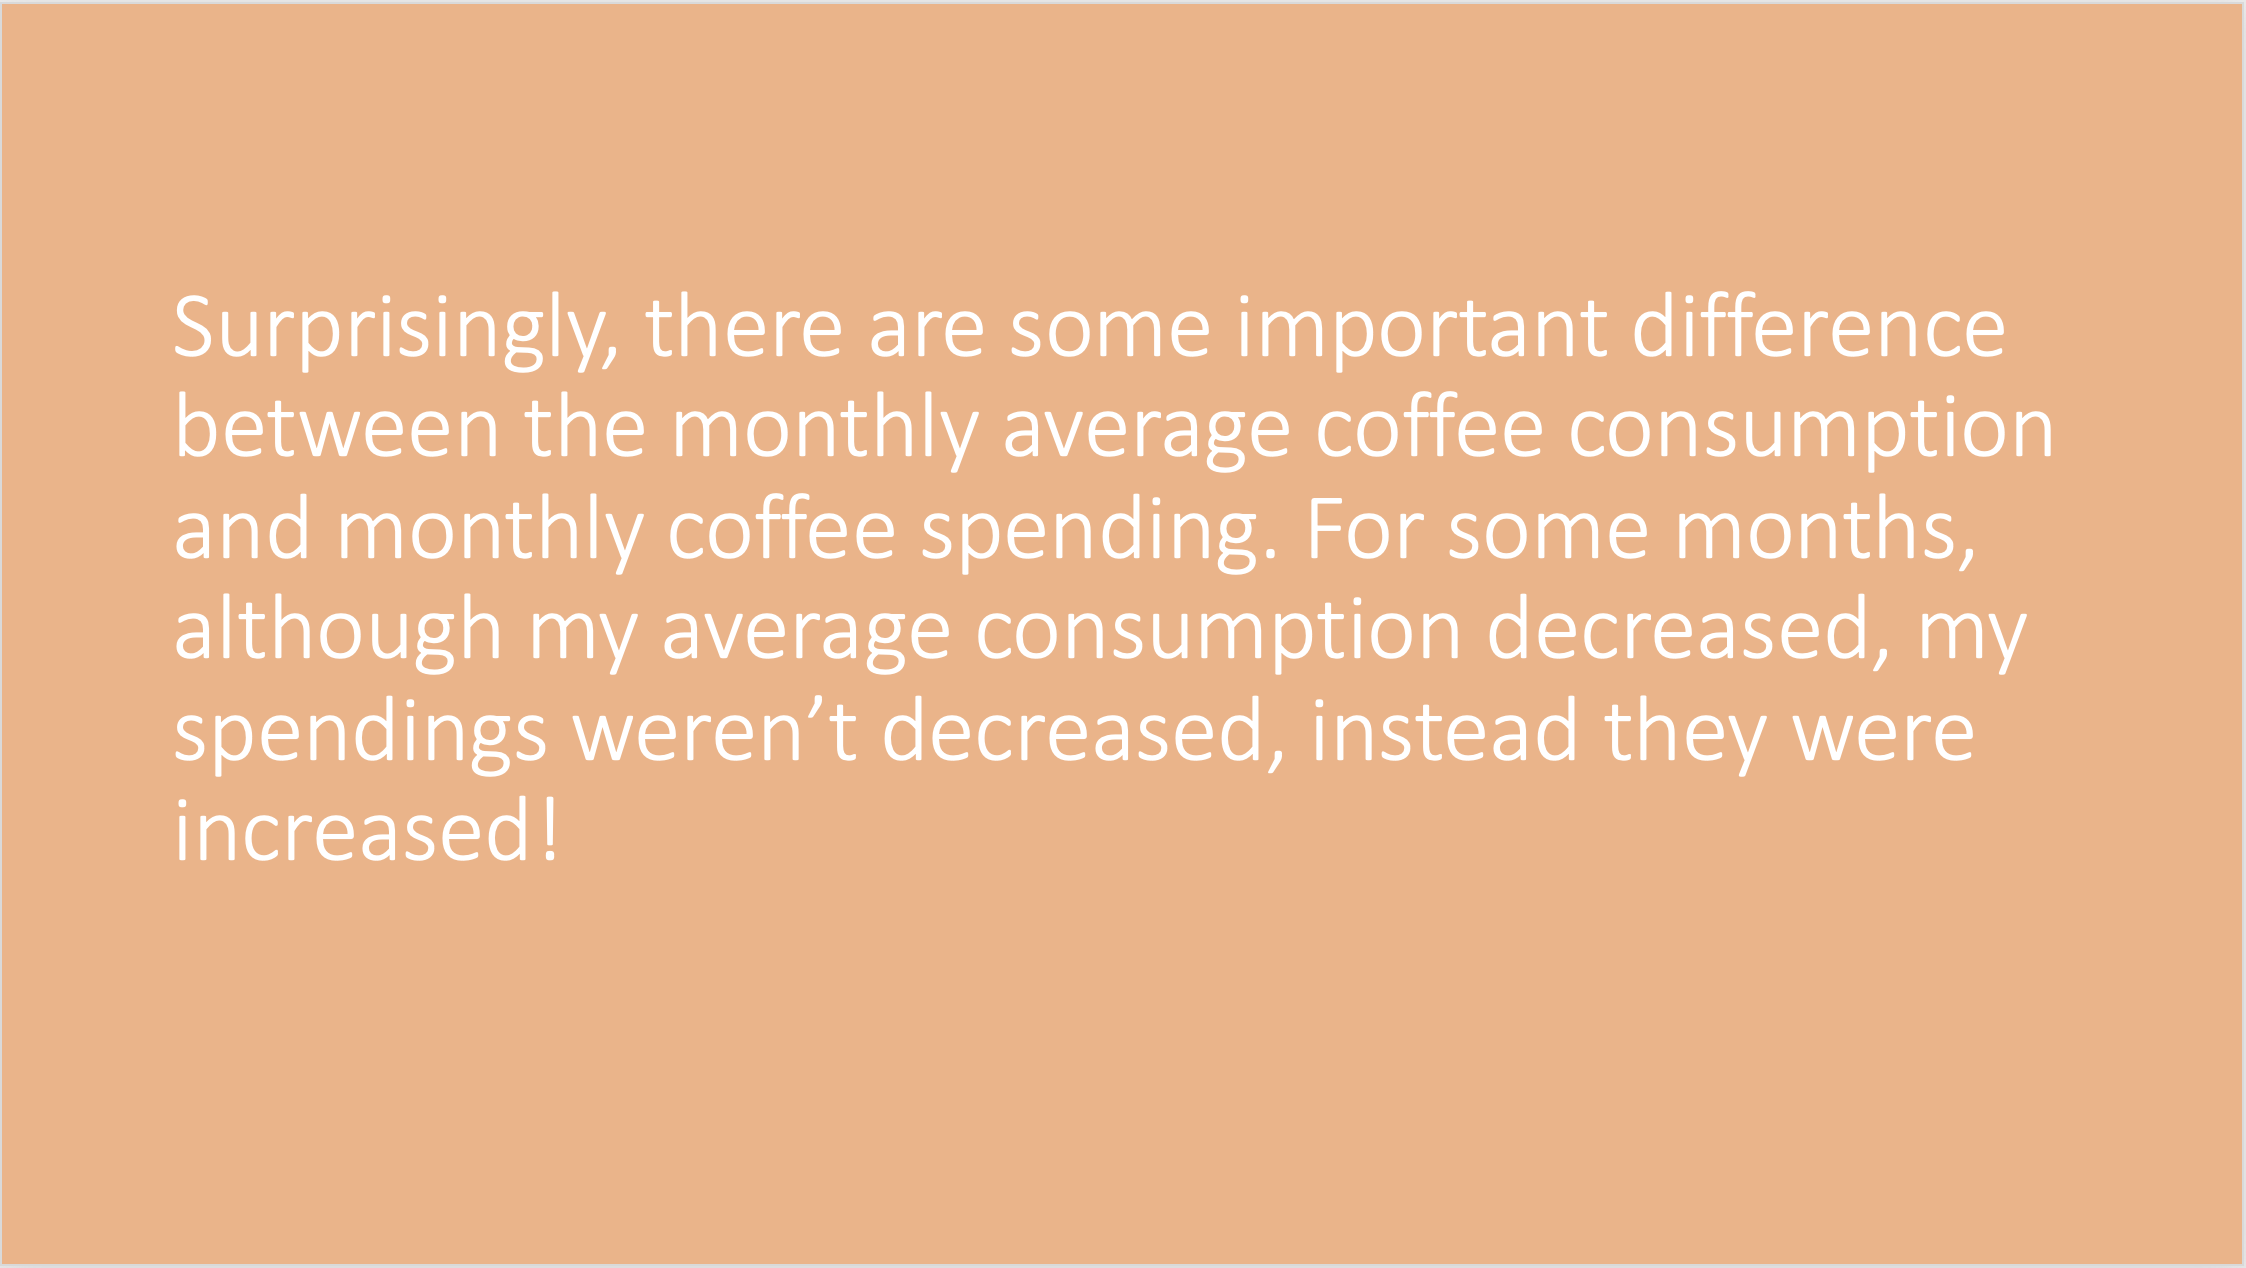 Surprisingly, there are some important difference
between the monthly average coffee consumption
and monthly coffee spending. For some months,
although my average consumption decreased, my
spendings weren’t decreased, instead they were
increased!